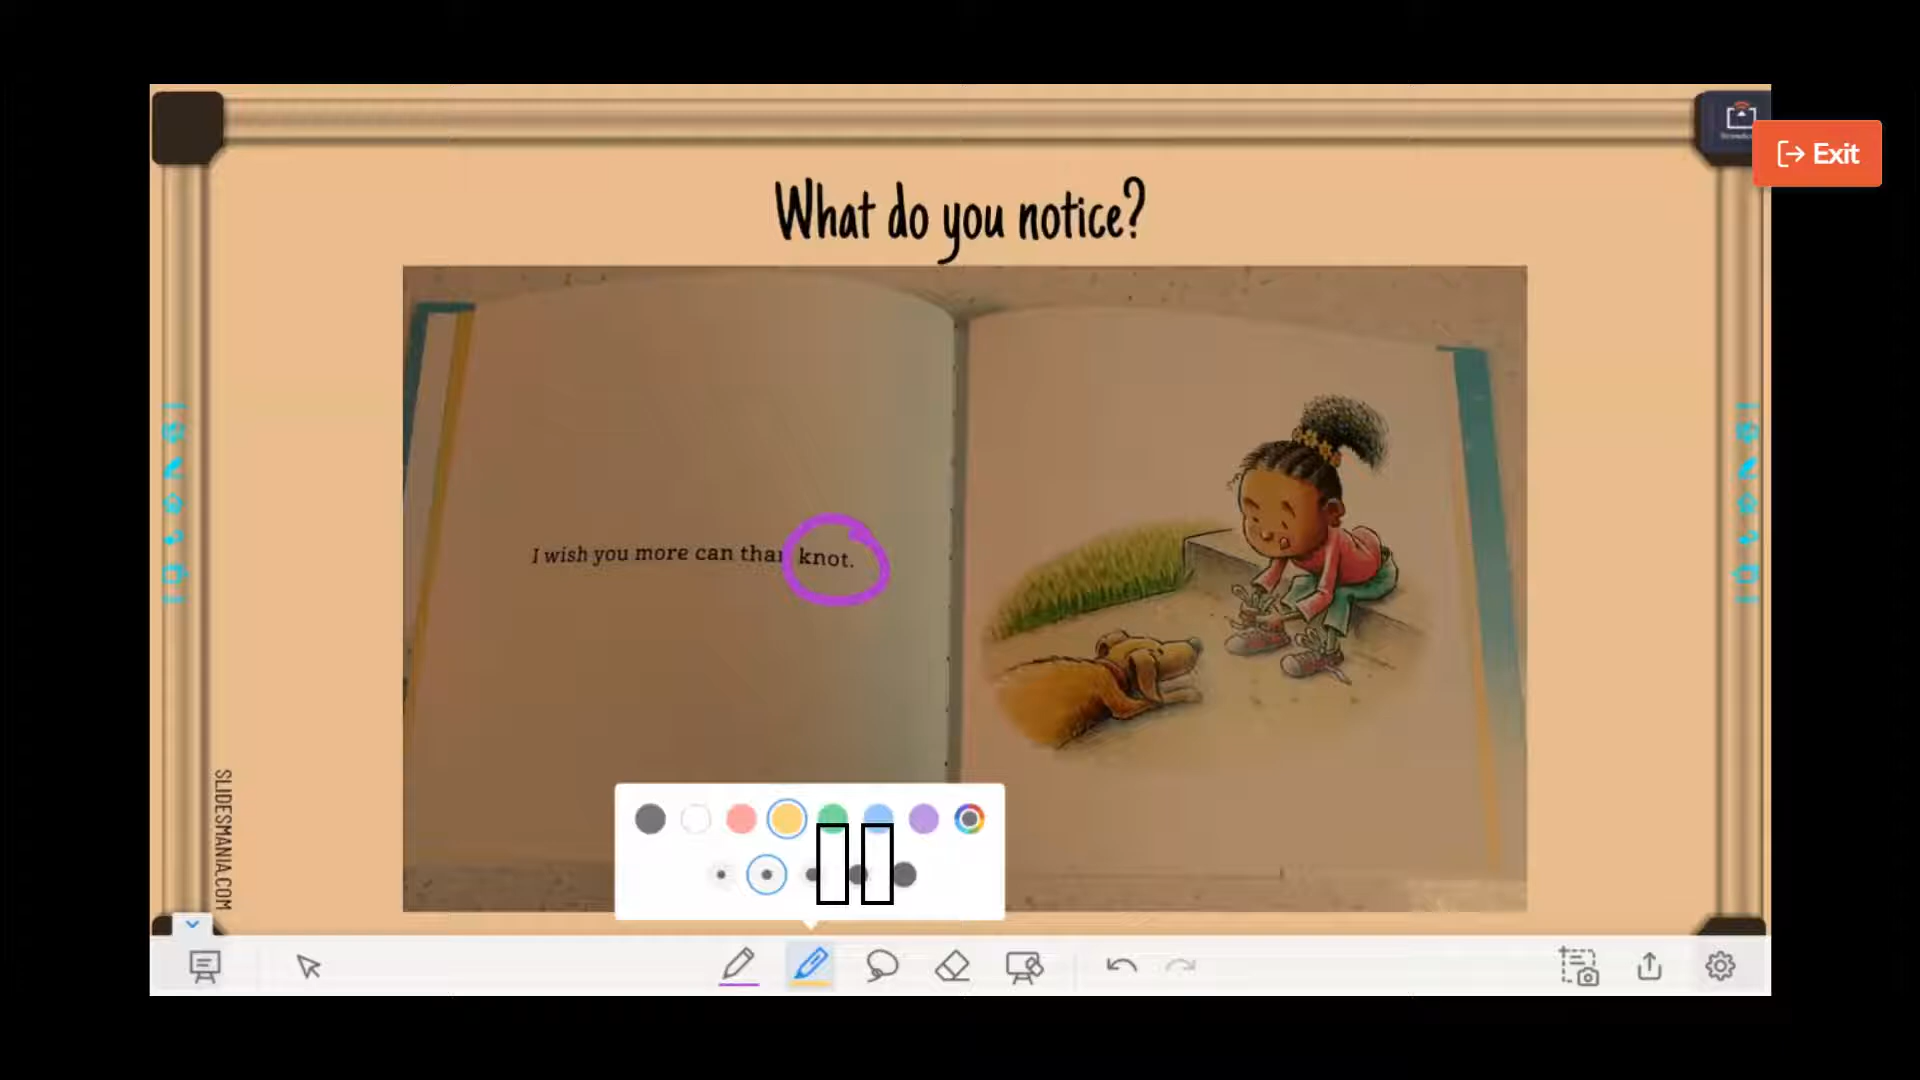 What do you notice?
Exit
I wish you more can than knot.
SLIDESMANIA.COM